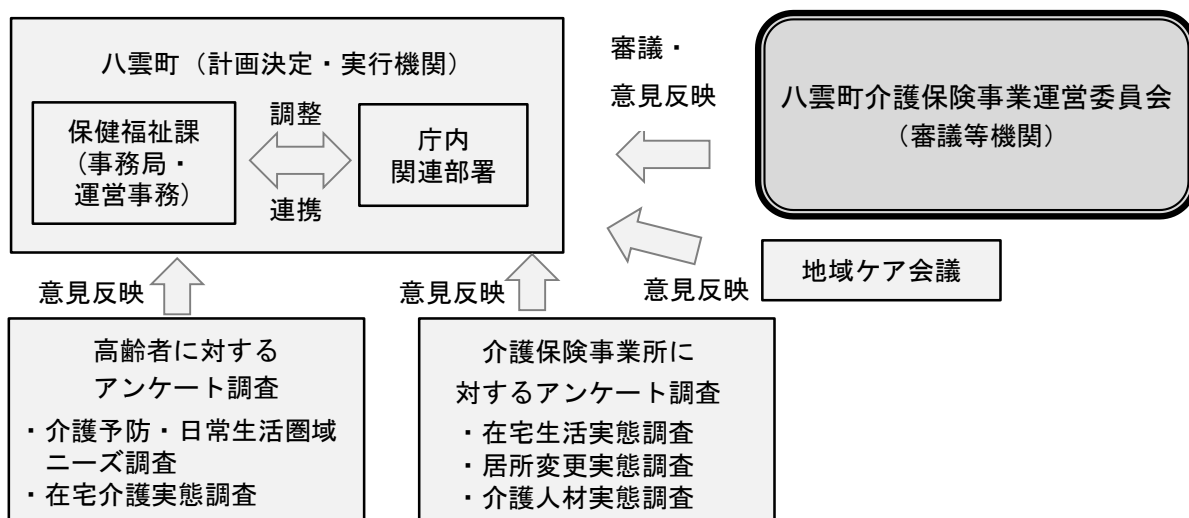 八雲町（計画決定・実行機関）
保健福祉課
（事務局・
運営事務）
調整
連携
庁内
関連部署
審議・
意見反映
八雲町介護保険事業運営委員会
（審議等機関）
地域ケア会議
意見反映
意見反映
意見反映
高齢者に対する
アンケート調査
・介護予防・日常生活圏域
ニーズ調査
・在宅介護実態調査
介護保険事業所に
対するアンケート調査
・在宅生活実態調査
・居所変更実態調査
・介護人材実態調査